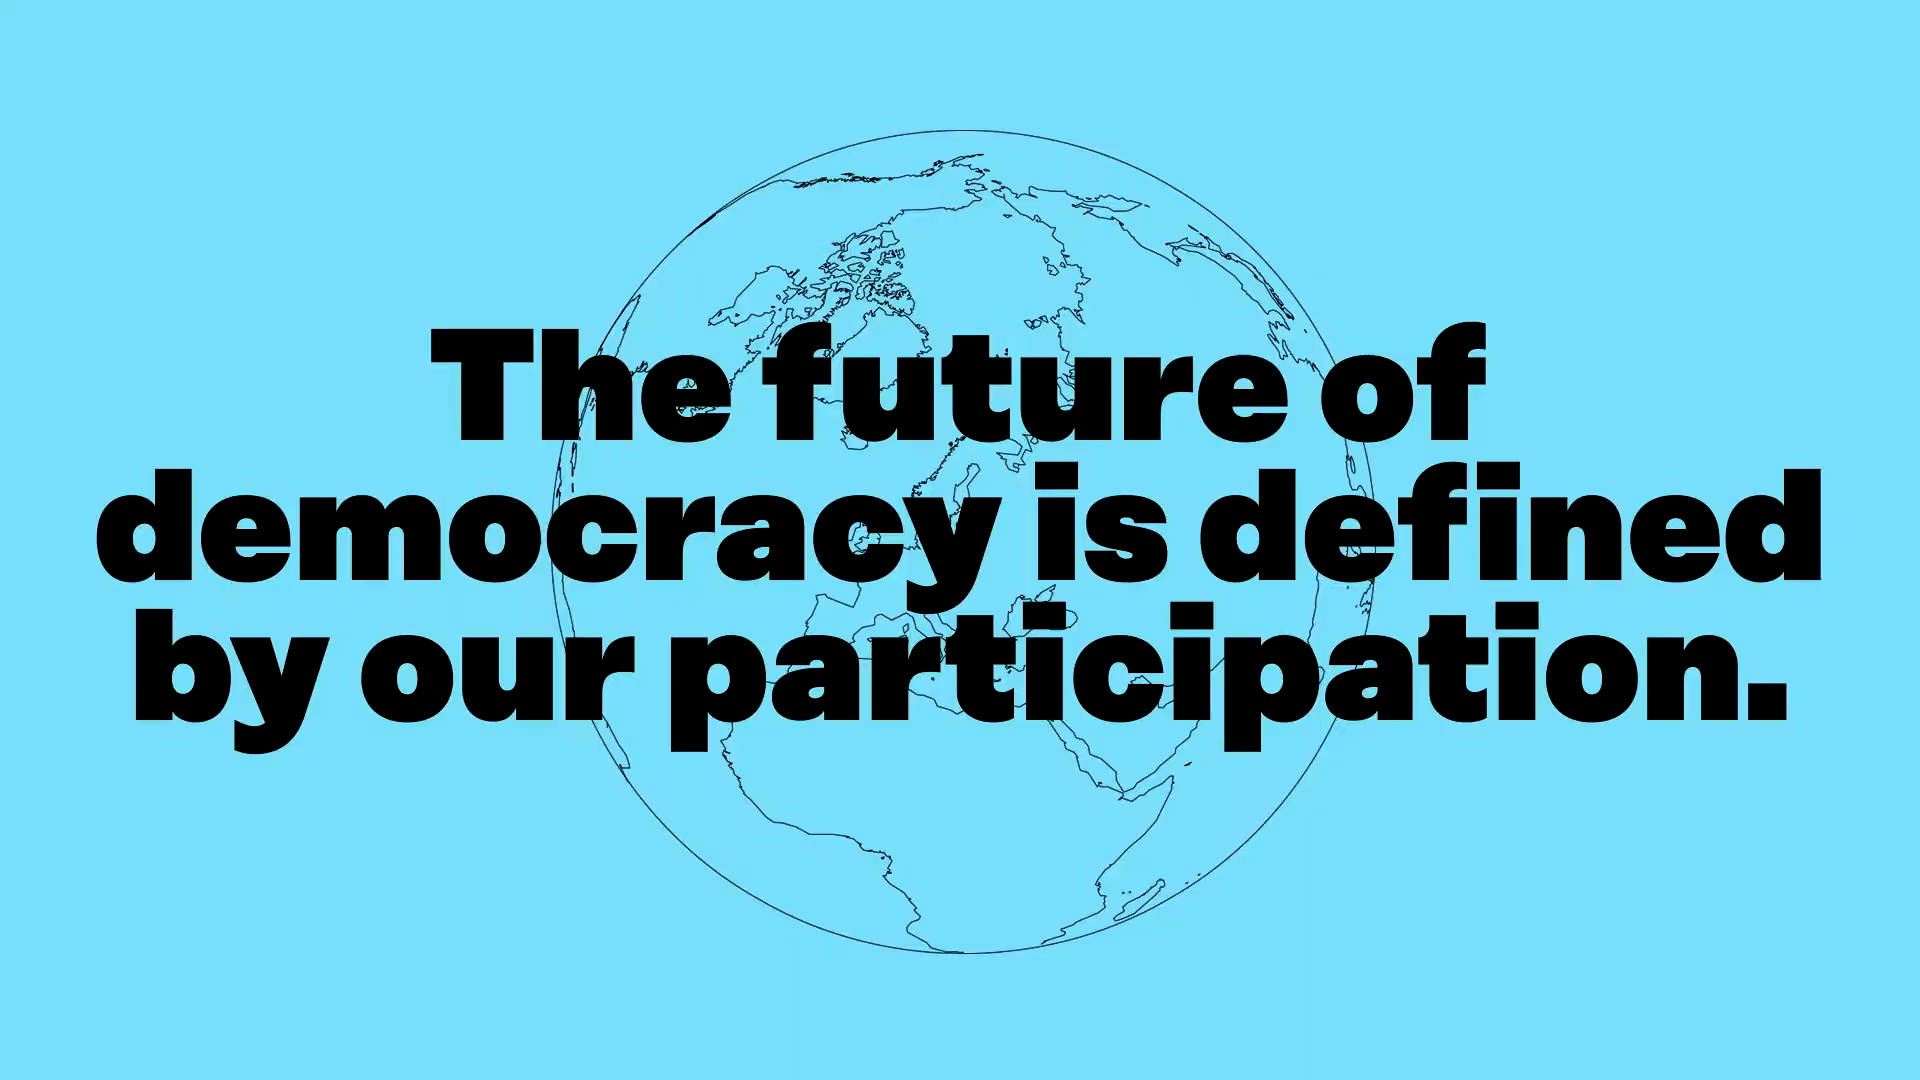 The future of
democracy is defined
by our participation.